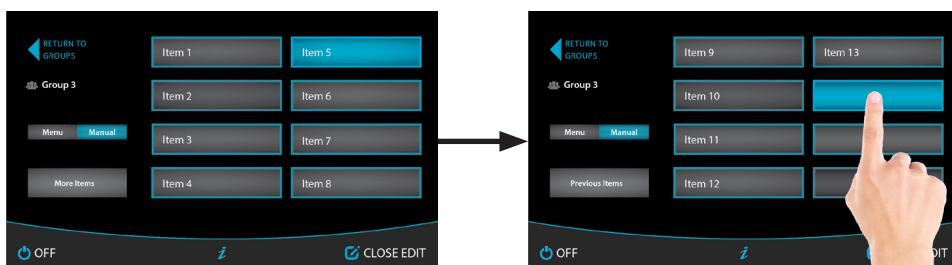 RETURN TO
GROUPS
Group 3
Menu Manual
More Items
Item 1
Item 2
Item 3
Item 4
Item 5
Item 6
Item 7
Item 8
OFF
i
CLOSE EDIT
RETURN TO
GROUPS
Group 3
Menu Manual
Previous Items
Item 9
Item 10
Item 11
Item 12
Item 13
OFF
i
DIT